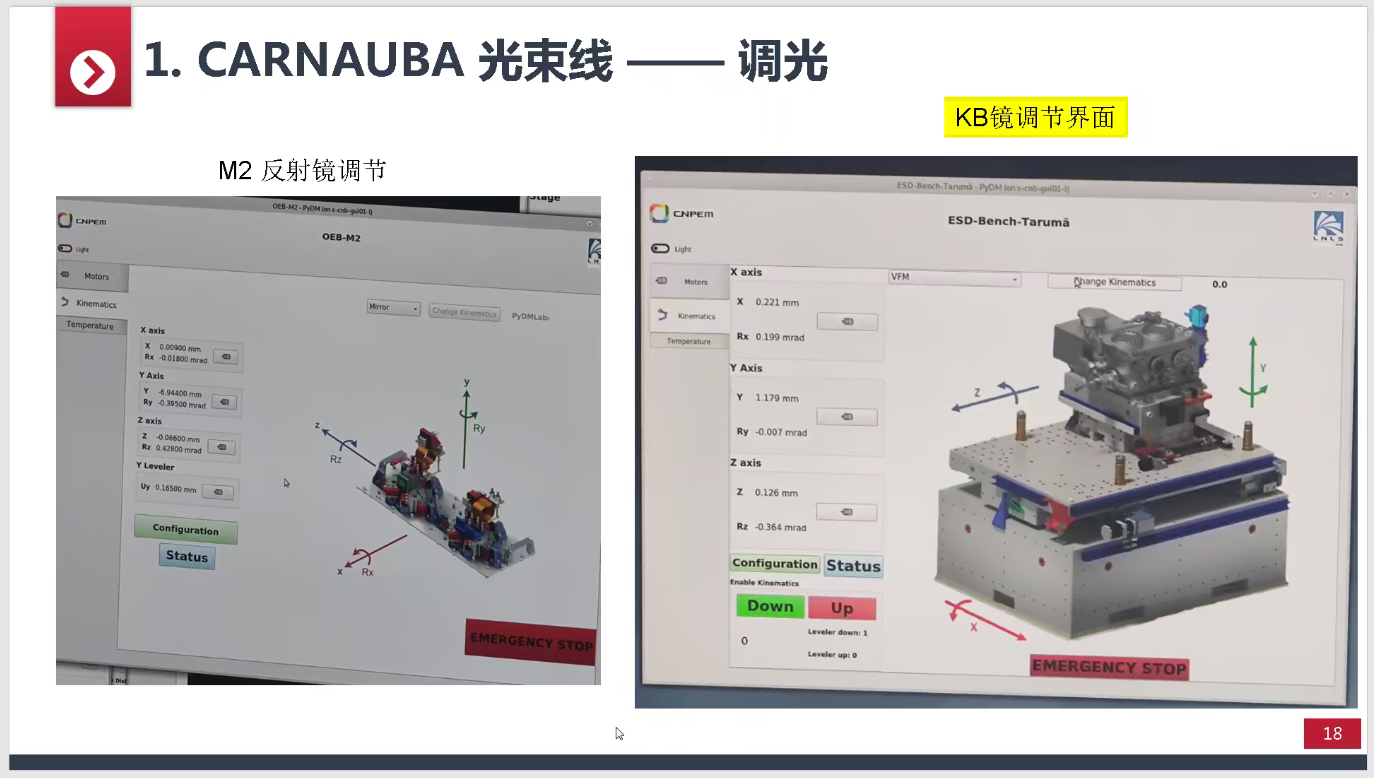 1. CARNAUBA 光束线 —— 调光
KB镜调节界面
M2 反射镜调节
Stage
OEB-M2 - PyDM (on s-cnb-gui01-l)
CNPEM
OEB-M2
Light
Motors
Kinematics
Temperature
Mirror
Change Kinematics
X axis
X 0.00900 mm
Rx -0.01800 mrad
Y Axis
Y -6.94400 mm
Ry -0.39500 mrad
Z axis
Z -0.06600 mm
Rz 0.42800 mrad
Y Leveler
Uy 0.16500 mm
Configuration
Status
y
Ry
z
Rz
x
Rx
EMERGENCY STOP
ESD-Bench-Tarumã - PyDM (on s-cnb-gui01-l)
CNPEM
ESD-Bench-Tarumã
LNLS
Light
Motors
Kinematics
Temperature
X axis
VFM
Change Kinematics
0.0
X 0.221 mm
Rx 0.199 mrad
Y Axis
Y 1.179 mm
Ry -0.007 mrad
Z axis
Z 0.126 mm
Rz -0.364 mrad
Configuration
Status
Enable Kinematics
Down
Up
0
Leveler down: 1
Leveler up: 0
Z
Y
X
EMERGENCY STOP
18